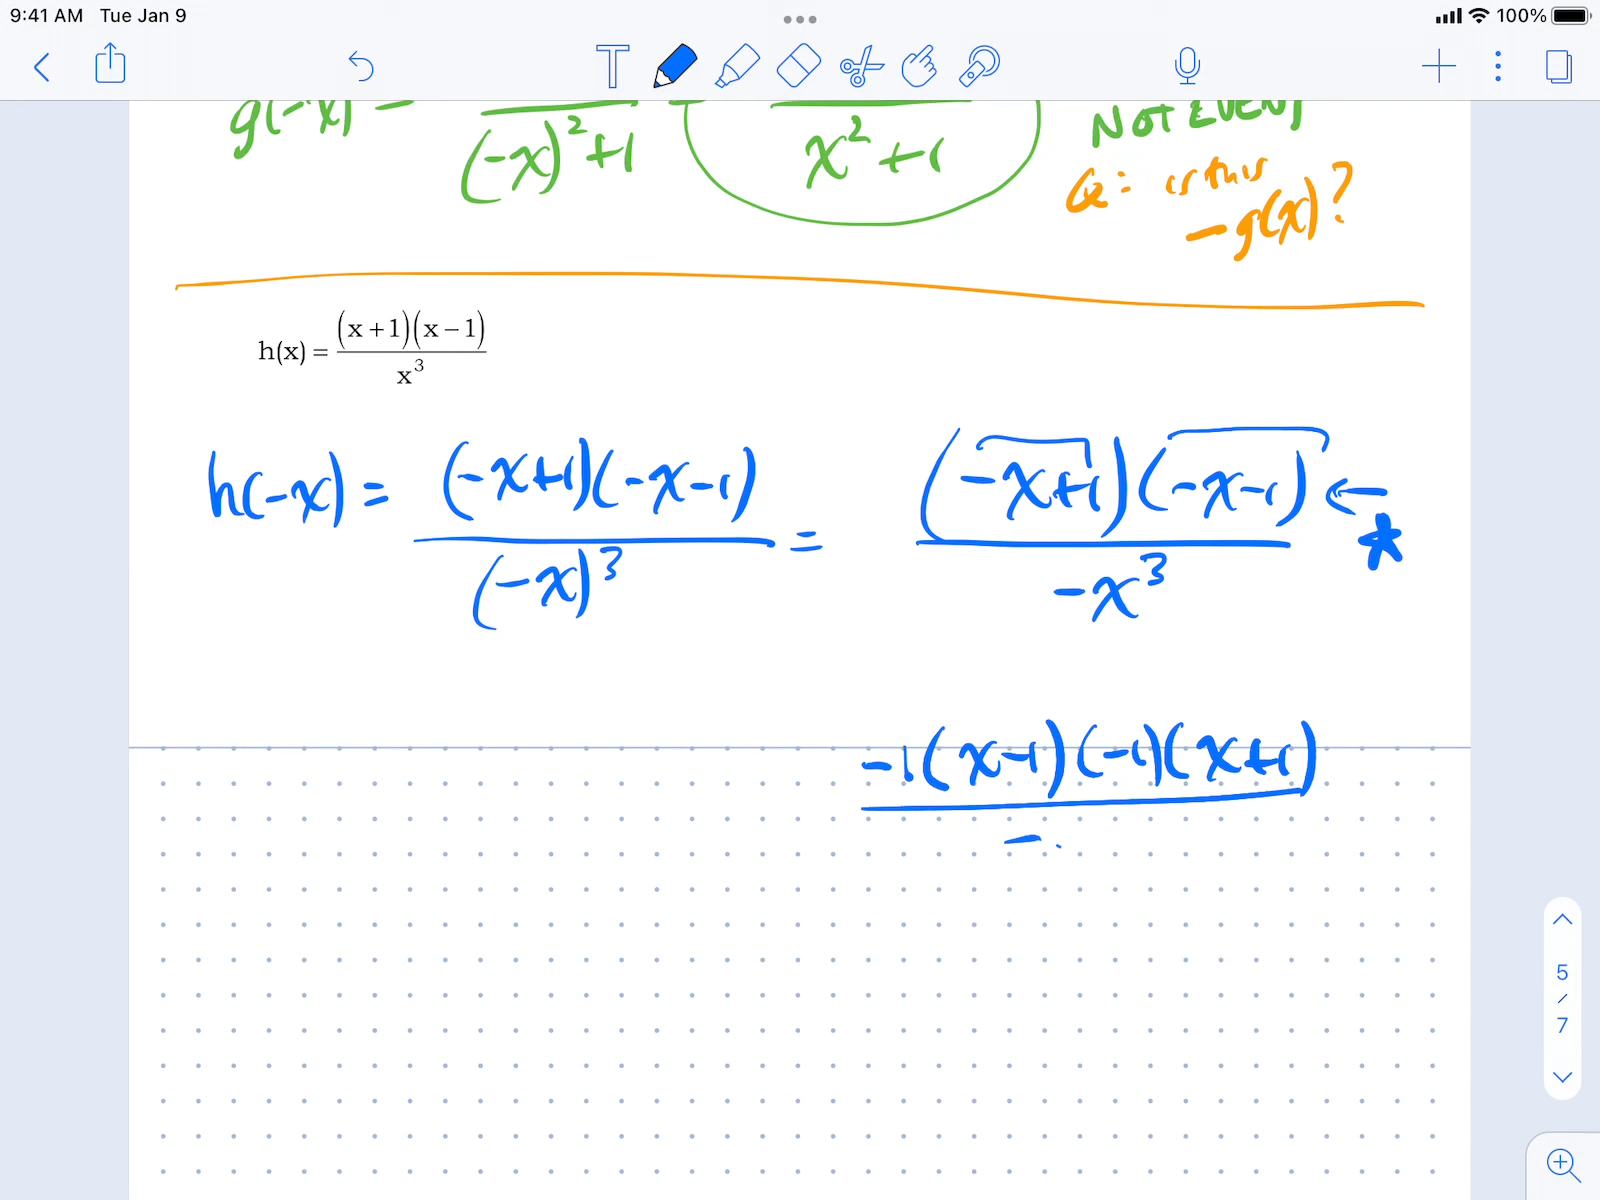 9:41 AM Tue Jan 9 100%
g(-x) =
(-x)²+1 x²+1
NOT EVEN,
Q: is this
-g(x)?
h(x) = (x+1)(x-1) / x³
h(-x) = (-x+1)(-x-1) / (-x)³ = (-x+1)(-x-1) / -x³ ← *
-1(x-1)(-1)(x+1)
-.
5
/
7